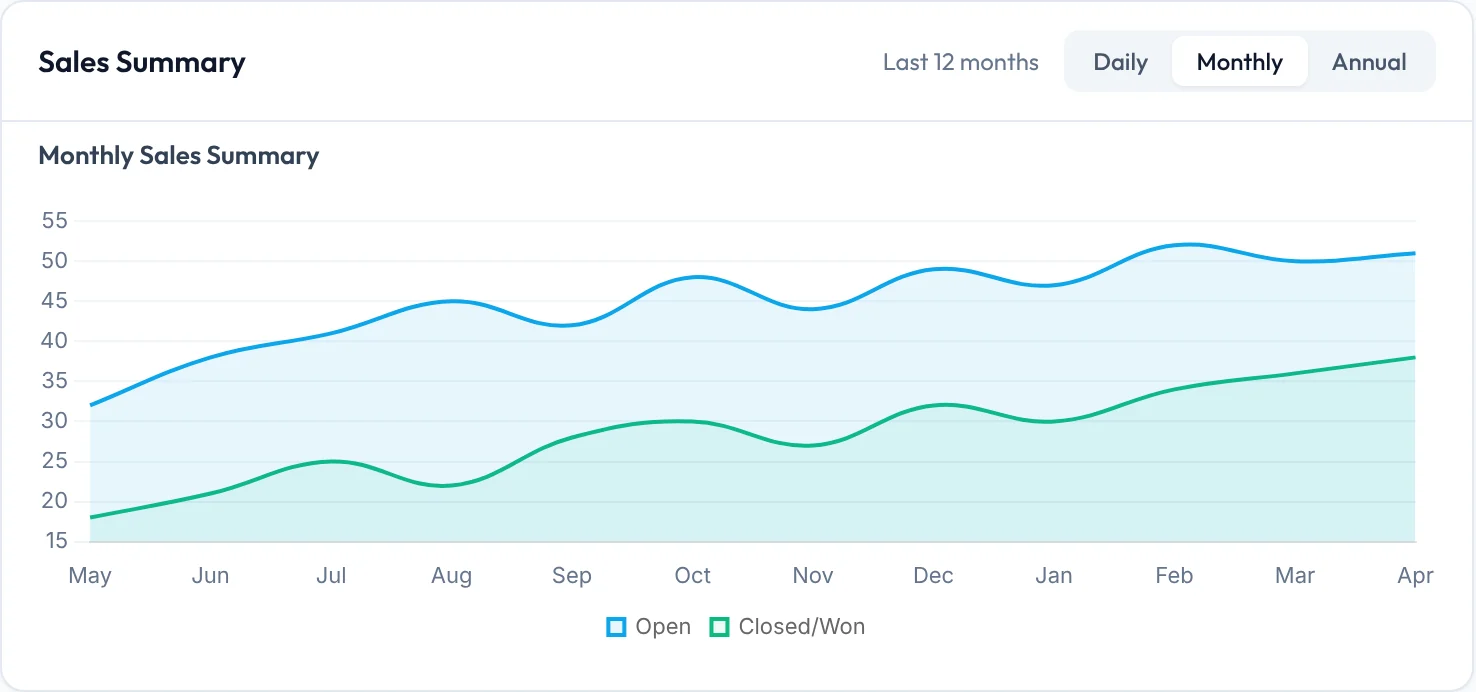 Sales Summary
Last 12 months Daily Monthly Annual
Monthly Sales Summary
55
50
45
40
35
30
25
20
15
May Jun Jul Aug Sep Oct Nov Dec Jan Feb Mar Apr
Open Closed/Won